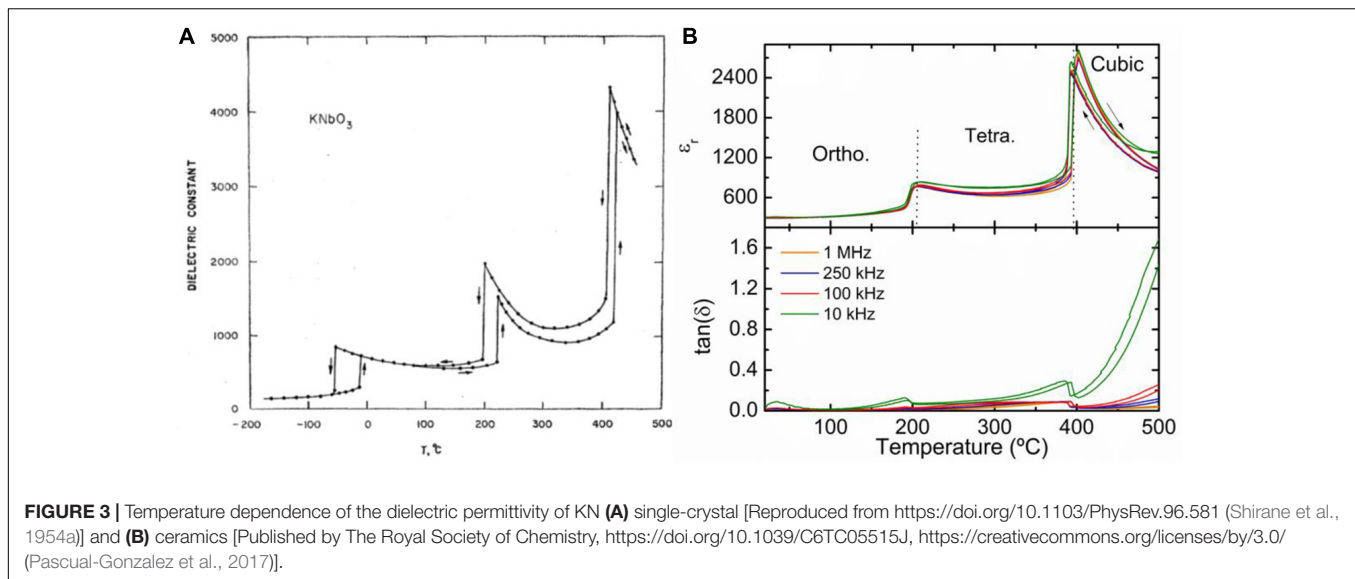 A
5000
4000
3000
2000
1000
0
DIELECTRIC CONSTANT
KNbO3
-200
-100
0
100
200
300
400
500
T, °C
B
2400
1800
1200
600
εr
Ortho.
Tetra.
Cubic
1.6
1.2
0.8
0.4
0.0
tan(δ)
1 MHz
250 kHz
100 kHz
10 kHz
100
200
300
400
500
Temperature (ºC)
FIGURE 3 | Temperature dependence of the dielectric permittivity of KN (A) single-crystal [Reproduced from https://doi.org/10.1103/PhysRev.96.581 (Shirane et al.,
1954a)] and (B) ceramics [Published by The Royal Society of Chemistry, https://doi.org/10.1039/C6TC05515J, https://creativecommons.org/licenses/by/3.0/
(Pascual-Gonzalez et al., 2017)].